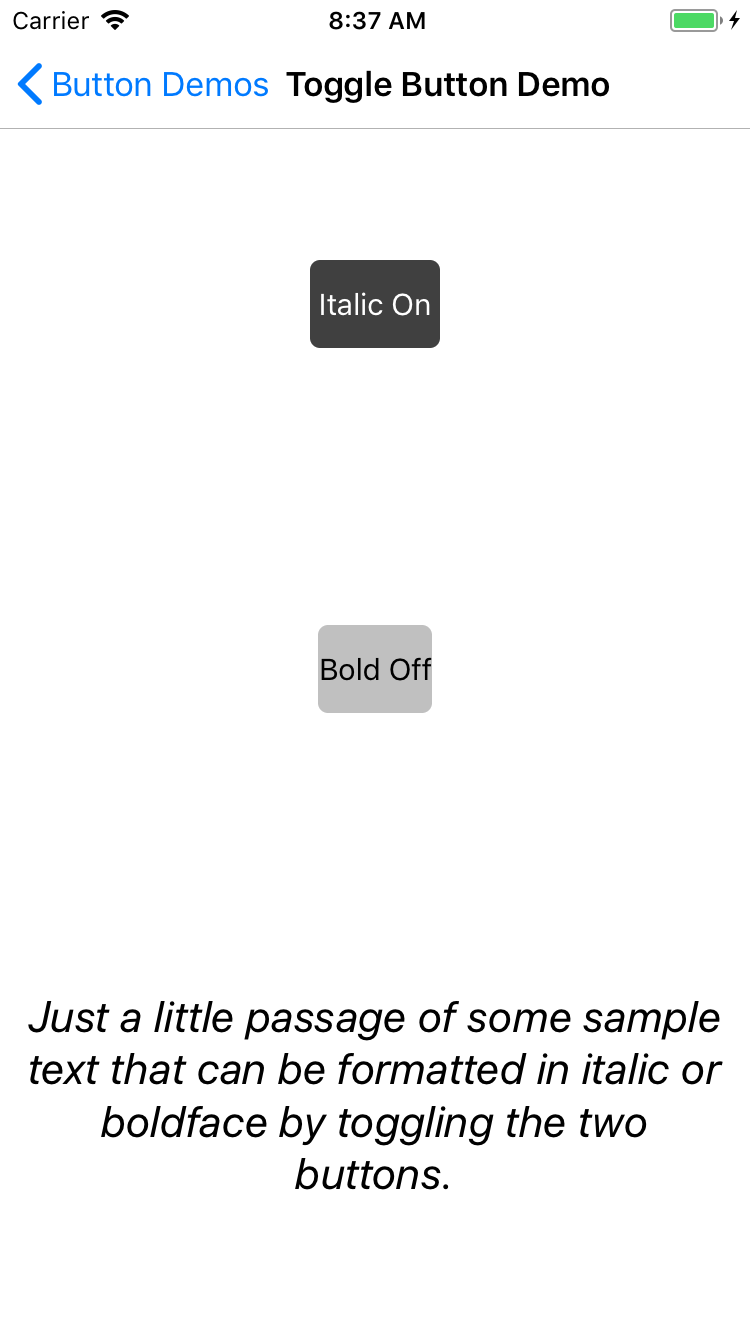 Carrier 8:37 AM
Button Demos Toggle Button Demo
Italic On
Bold Off
Just a little passage of some sample
text that can be formatted in italic or
boldface by toggling the two
buttons.